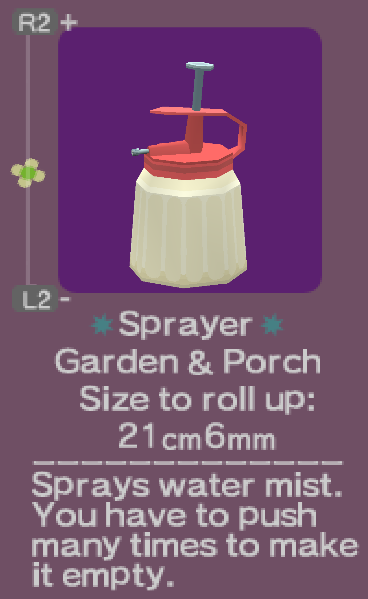 R2 +
L2 -
Sprayer
Garden & Porch
Size to roll up:
21cm6mm
Sprays water mist.
You have to push
many times to make
it empty.